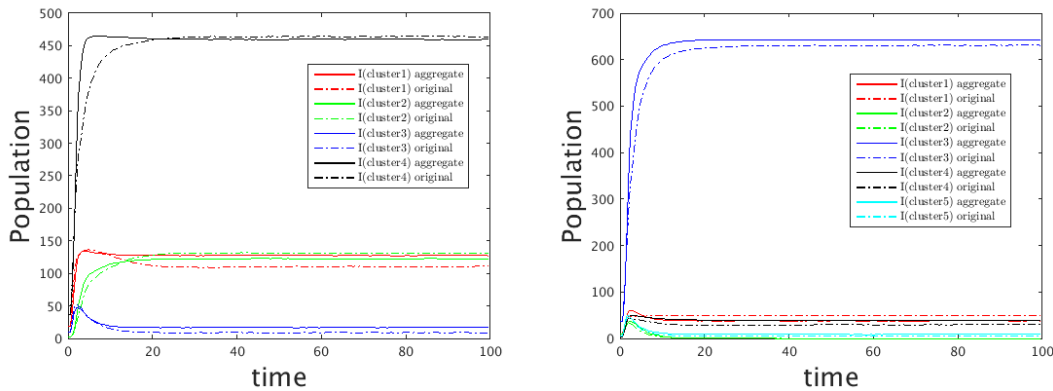 500
450
400
350
300
250
200
150
100
50
0
Population
I(cluster1) aggregate
I(cluster1) original
I(cluster2) aggregate
I(cluster2) original
I(cluster3) aggregate
I(cluster3) original
I(cluster4) aggregate
I(cluster4) original
0 20 40 60 80 100
time
700
600
500
400
300
200
100
0
Population
I(cluster1) aggregate
I(cluster1) original
I(cluster2) aggregate
I(cluster2) original
I(cluster3) aggregate
I(cluster3) original
I(cluster4) aggregate
I(cluster4) original
I(cluster5) aggregate
I(cluster5) original
0 20 40 60 80 100
time